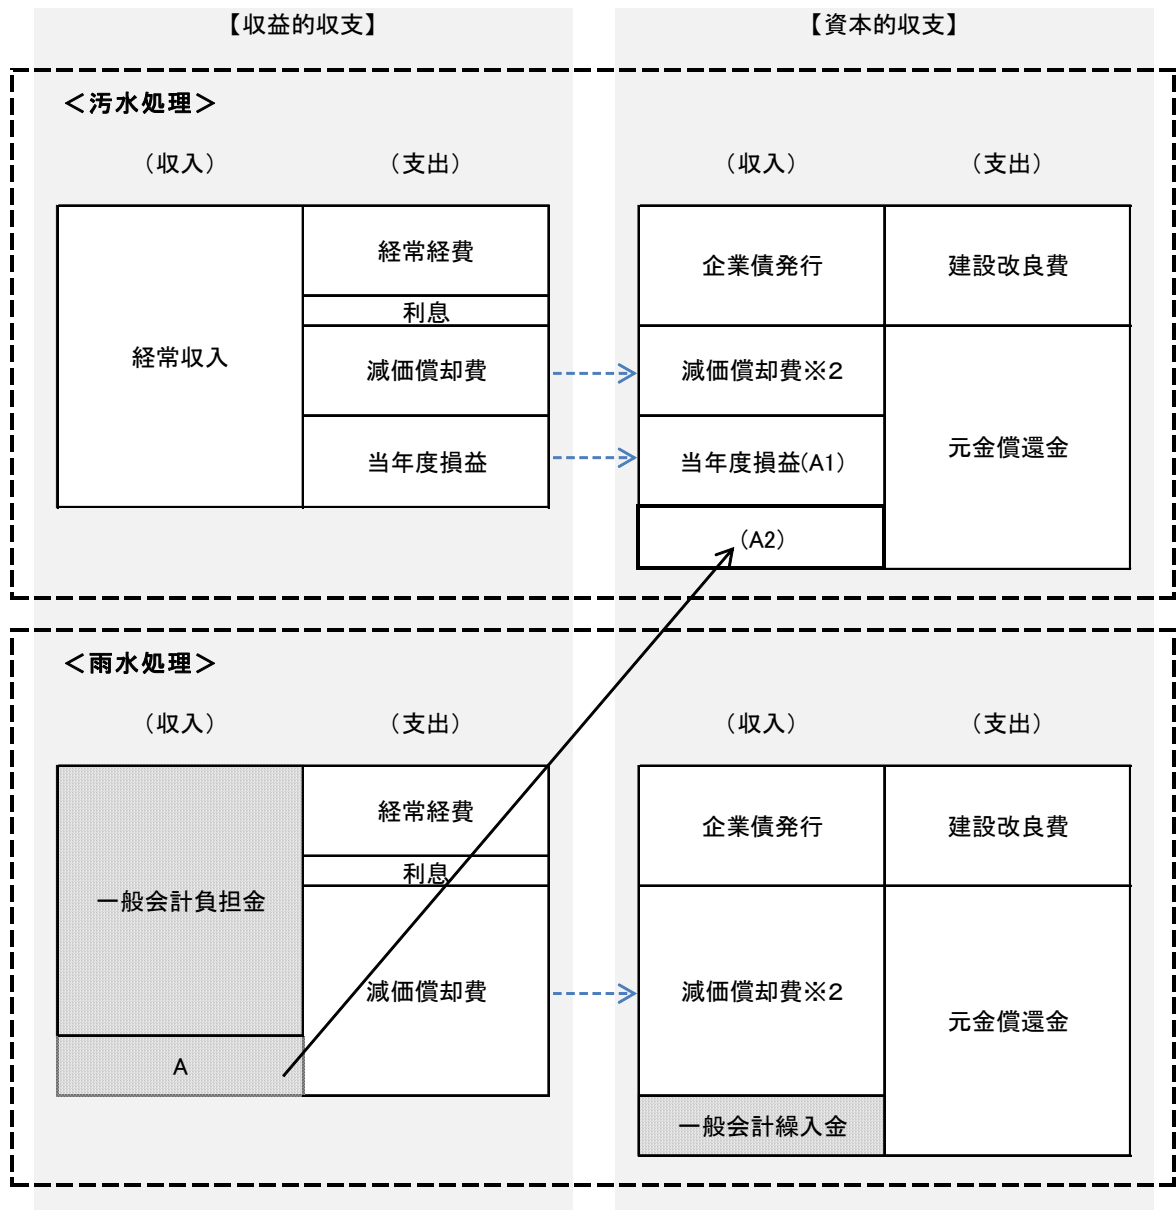 【収益的収支】
【資本的収支】
＜汚水処理＞
（収入）
（支出）
（収入）
（支出）
経常収入
経常経費
利息
減価償却費
当年度損益
企業債発行
減価償却費※2
当年度損益(A1)
(A2)
建設改良費
元金償還金
＜雨水処理＞
（収入）
（支出）
（収入）
（支出）
一般会計負担金
A
経常経費
利息
減価償却費
企業債発行
減価償却費※2
一般会計繰入金
建設改良費
元金償還金